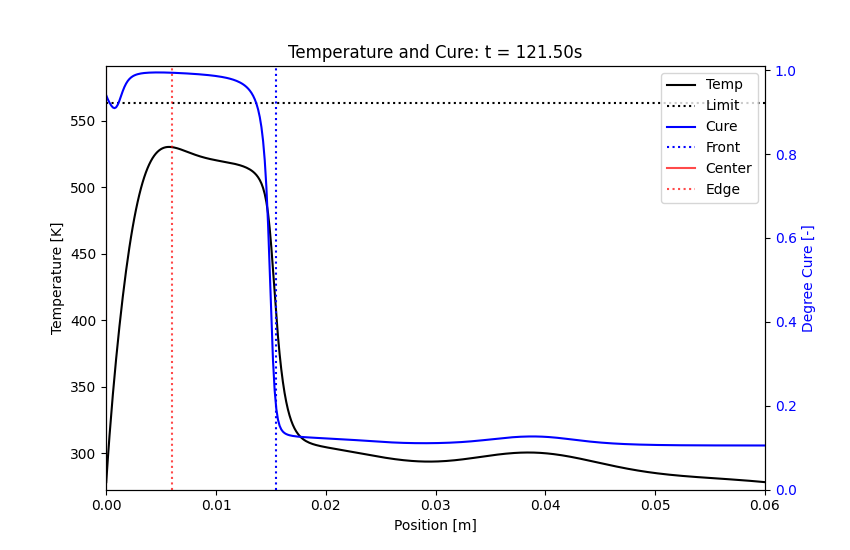 Temperature and Cure: t = 121.50s
Temperature [K]
550
500
450
400
350
300
Temp
Limit
Cure
Front
Center
Edge
1.0
0.8
0.6
0.4
0.2
0.0
Degree Cure [-]
0.00
0.01
0.02
0.03
0.04
0.05
0.06
Position [m]